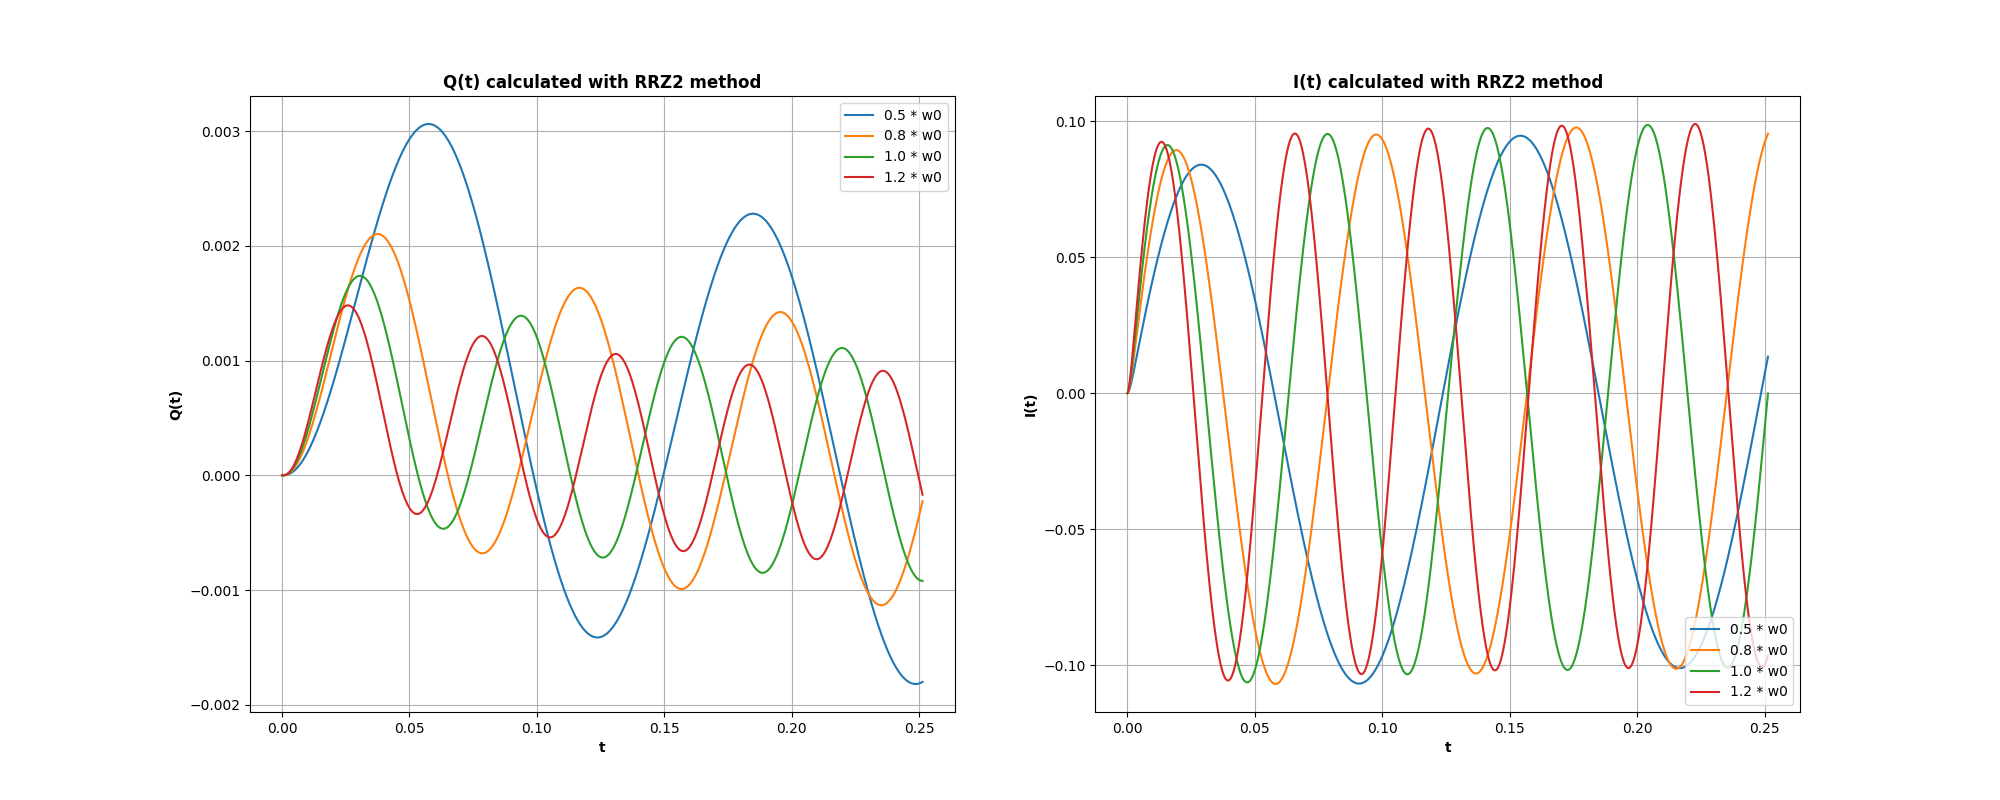 Q(t) calculated with RRZ2 method
0.003
0.002
0.001
0.000
−0.001
−0.002
Q(t)
0.00 0.05 0.10 0.15 0.20 0.25
t
0.5 * w0
0.8 * w0
1.0 * w0
1.2 * w0
I(t) calculated with RRZ2 method
0.10
0.05
0.00
−0.05
−0.10
I(t)
0.00 0.05 0.10 0.15 0.20 0.25
t
0.5 * w0
0.8 * w0
1.0 * w0
1.2 * w0